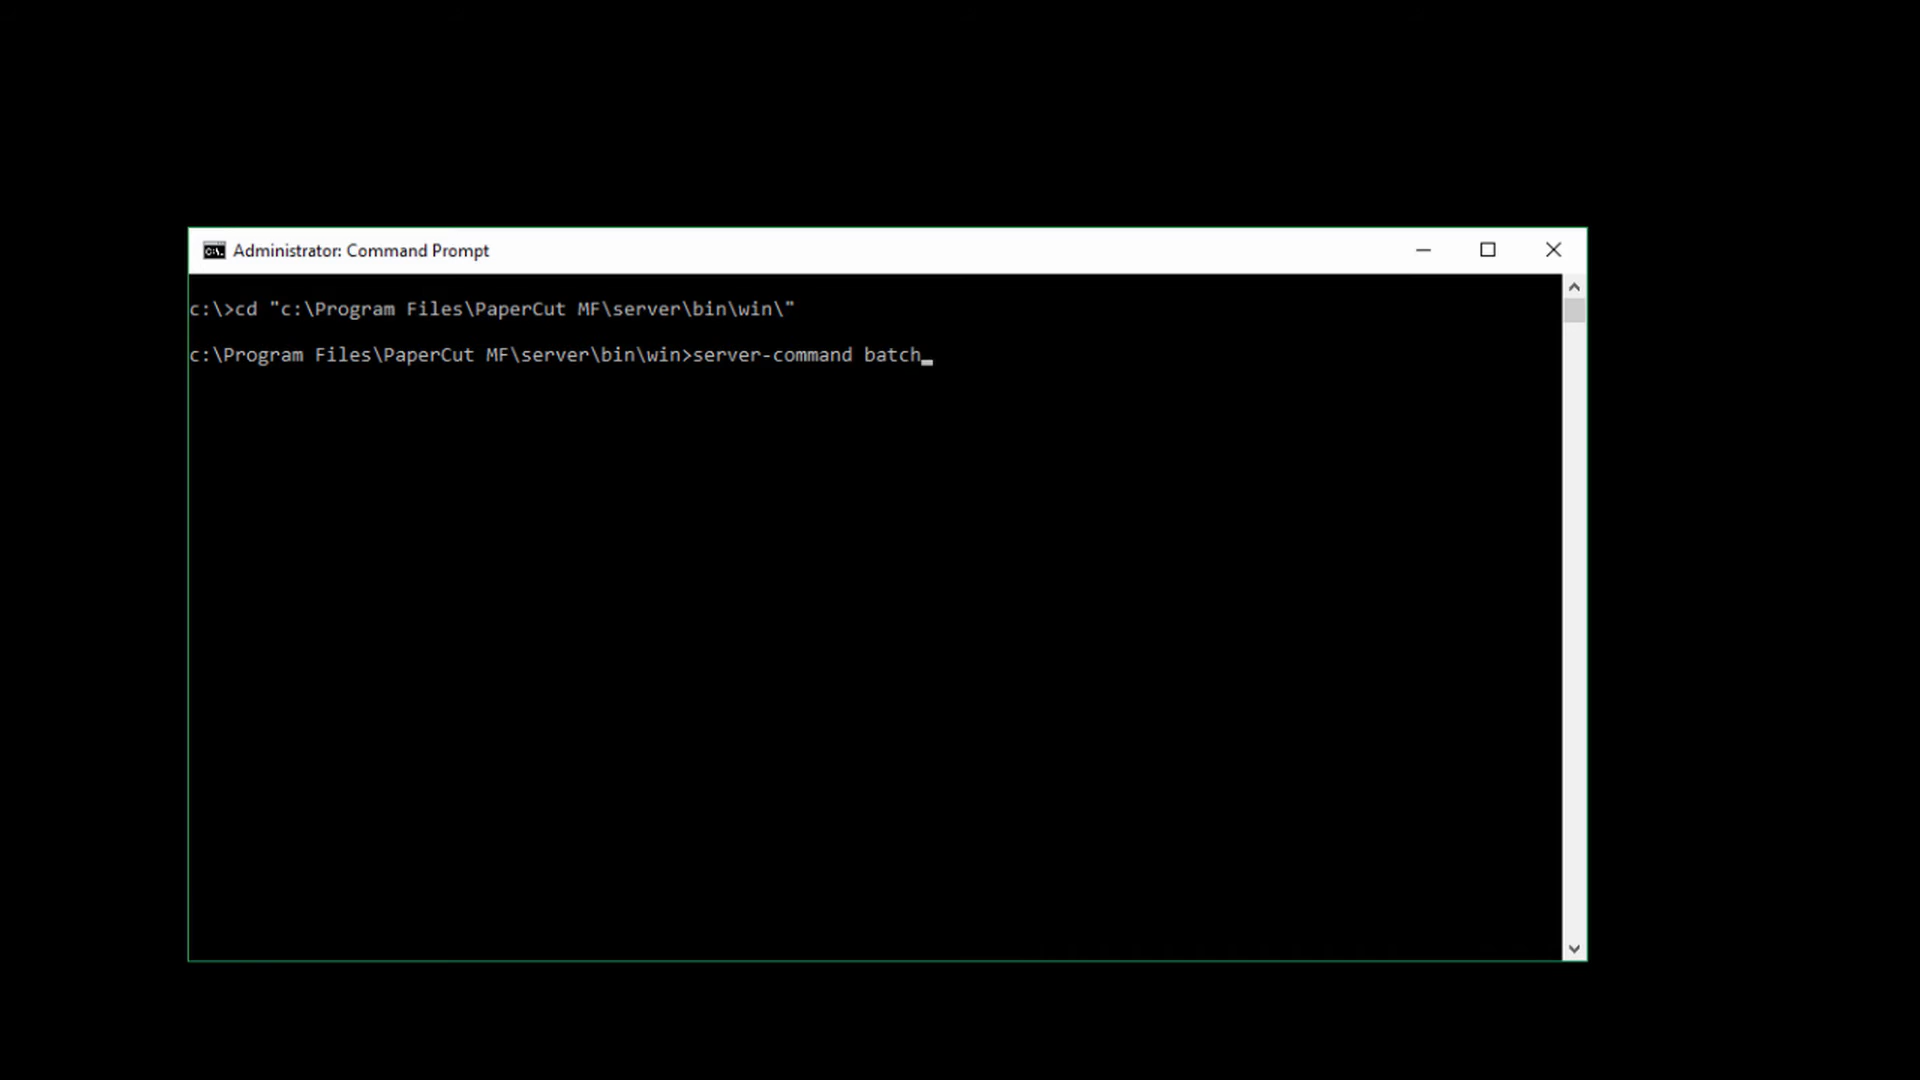 Administrator: Command Prompt
c:\>cd "c:\Program Files\PaperCut MF\server\bin\win\"
c:\Program Files\PaperCut MF\server\bin\win>server-command batch